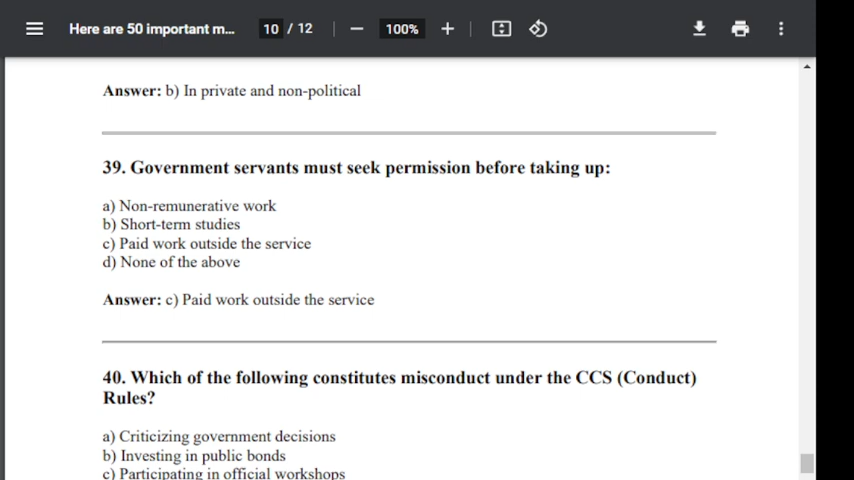 Here are 50 important m... 10 / 12 100%
Answer: b) In private and non-political
39. Government servants must seek permission before taking up:
a) Non-remunerative work
b) Short-term studies
c) Paid work outside the service
d) None of the above
Answer: c) Paid work outside the service
40. Which of the following constitutes misconduct under the CCS (Conduct)
Rules?
a) Criticizing government decisions
b) Investing in public bonds
c) Participating in official workshops